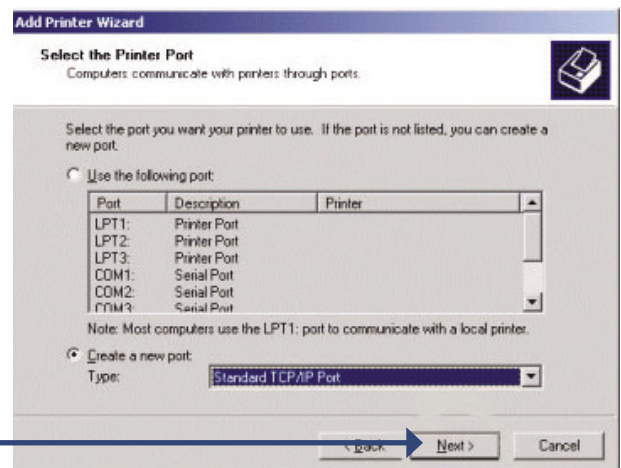 Add Printer Wizard
Select the Printer Port
Computers communicate with printers through ports.
Select the port you want your printer to use. If the port is not listed, you can create a
new port.
Use the following port:
Port Description Printer
LPT1: Printer Port
LPT2: Printer Port
LPT3: Printer Port
COM1: Serial Port
COM2: Serial Port
COM3: Serial Port
Note: Most computers use the LPT1: port to communicate with a local printer.
Create a new port:
Type: Standard TCP/IP Port
< Back Next > Cancel